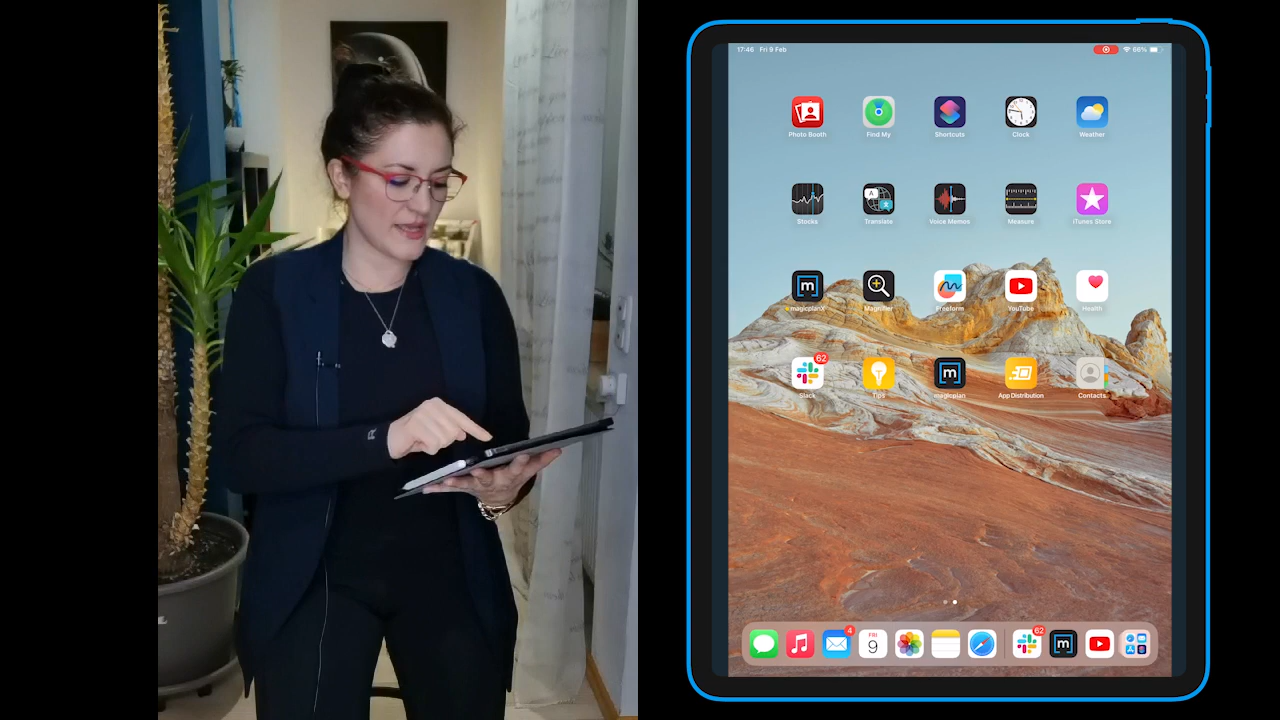 17:46 Fri 9 Feb
66%
Photo Booth
Find My
Shortcuts
Clock
Weather
Stocks
Translate
Voice Memos
Measure
iTunes Store
magicplanX
Magnifier
Freeform
YouTube
Health
62
Slack
Tips
magicplan
App Distribution
Contacts
4
FRI
9
62